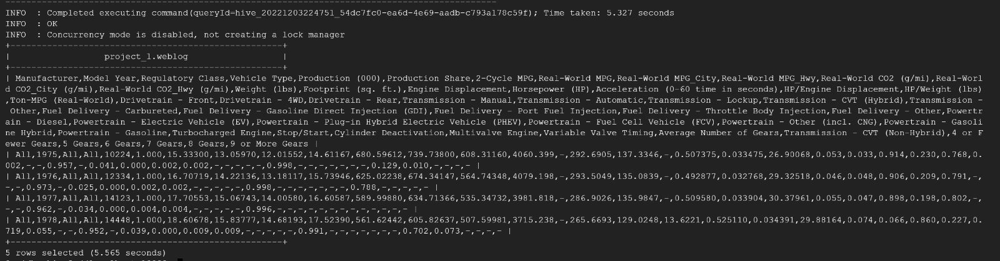 INFO  : Completed executing command(queryId=hive_20221203224751_54dc7fc0-ea6d-4e69-aadb-c793a178c59f); Time taken: 5.327 seconds
INFO  : OK
INFO  : Concurrency mode is disabled, not creating a lock manager
+----------------------------------------------------+
|                  project_1.weblog                  |
+----------------------------------------------------+
| Manufacturer,Model Year,Regulatory Class,Vehicle Type,Production (000),Production Share,2-Cycle MPG,Real-World MPG,Real-World MPG_City,Real-World MPG_Hwy,Real-World CO2 (g/mi),Real-Worl
d CO2_City (g/mi),Real-World CO2_Hwy (g/mi),Weight (lbs),Footprint (sq. ft.),Engine Displacement,Horsepower (HP),Acceleration (0-60 time in seconds),HP/Engine Displacement,HP/Weight (lbs)
,Ton-MPG (Real-World),Drivetrain - Front,Drivetrain - 4WD,Drivetrain - Rear,Transmission - Manual,Transmission - Automatic,Transmission - Lockup,Transmission - CVT (Hybrid),Transmission -
Other,Fuel Delivery - Carbureted,Fuel Delivery - Gasoline Direct Injection (GDI),Fuel Delivery - Port Fuel Injection,Fuel Delivery - Throttle Body Injection,Fuel Delivery - Other,Powertr
ain - Diesel,Powertrain - Electric Vehicle (EV),Powertrain - Plug-in Hybrid Electric Vehicle (PHEV),Powertrain - Fuel Cell Vehicle (FCV),Powertrain - Other (incl. CNG),Powertrain - Gasoli
ne Hybrid,Powertrain - Gasoline,Turbocharged Engine,Stop/Start,Cylinder Deactivation,Multivalve Engine,Variable Valve Timing,Average Number of Gears,Transmission - CVT (Non-Hybrid),4 or F
ewer Gears,5 Gears,6 Gears,7 Gears,8 Gears,9 or More Gears |
| All,1975,All,All,10224,1.000,15.33300,13.05970,12.01552,14.61167,680.59612,739.73800,608.31160,4060.399,-,292.6905,137.3346,-,0.507375,0.033475,26.90068,0.053,0.033,0.914,0.230,0.768,0.
002,-,-,0.957,-,0.041,0.000,0.002,0.002,-,-,-,-,-,0.998,-,-,-,-,-,-,-,0.129,0.010,-,-,-,- |
| All,1976,All,All,12334,1.000,16.70719,14.22136,13.18117,15.73946,625.02238,674.34147,564.74348,4079.198,-,293.5049,135.0839,-,0.492877,0.032768,29.32518,0.046,0.048,0.906,0.209,0.791,-,
-,-,0.973,-,0.025,0.000,0.002,0.002,-,-,-,-,-,0.998,-,-,-,-,-,-,-,0.788,-,-,-,-,- |
| All,1977,All,All,14123,1.000,17.70553,15.06743,14.00580,16.60587,589.99880,634.71366,535.34732,3981.818,-,286.9026,135.9847,-,0.509580,0.033904,30.37961,0.055,0.047,0.898,0.198,0.802,-,
-,-,0.962,-,0.034,0.000,0.004,0.004,-,-,-,-,-,0.996,-,-,-,-,-,-,-,-,-,-,-,-,- |
| All,1978,All,All,14448,1.000,18.60678,15.83777,14.68193,17.52390,561.62442,605.82637,507.59981,3715.238,-,265.6693,129.0248,13.6221,0.525110,0.034391,29.88164,0.074,0.066,0.860,0.227,0.
719,0.055,-,-,0.952,-,0.039,0.000,0.009,0.009,-,-,-,-,-,0.991,-,-,-,-,-,-,-,0.702,0.073,-,-,-,- |
+----------------------------------------------------+
5 rows selected (5.565 seconds)